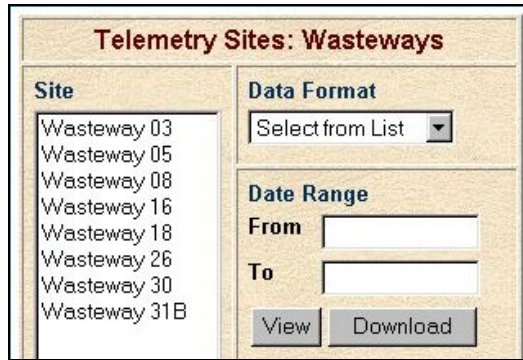 Telemetry Sites: Wasteways
Site
Wasteway 03
Wasteway 05
Wasteway 08
Wasteway 16
Wasteway 18
Wasteway 26
Wasteway 30
Wasteway 31B
Data Format
Select from List
Date Range
From
To
View
Download